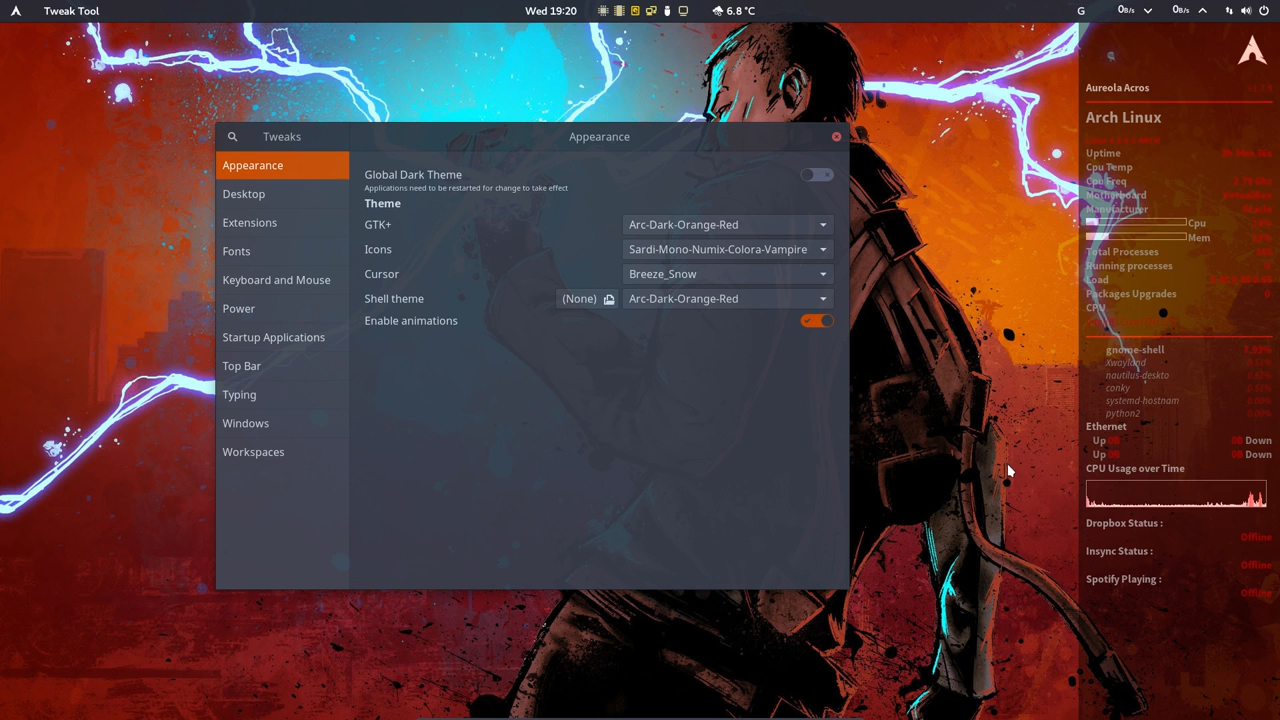 Tweak Tool
Wed 19:20
6.8 °C
G
0B/s
0B/s
Tweaks
Appearance
Appearance
Desktop
Extensions
Fonts
Keyboard and Mouse
Power
Startup Applications
Top Bar
Typing
Windows
Workspaces
Global Dark Theme
Applications need to be restarted for change to take effect
Theme
GTK+ Arc-Dark-Orange-Red
Icons Sardi-Mono-Numix-Colora-Vampire
Cursor Breeze_Snow
Shell theme (None) Arc-Dark-Orange-Red
Enable animations
Aureola Acros
Arch Linux
Uptime
Cpu Temp
Cpu Freq
Motherboard
Manufacturer
Cpu
Mem
Total Processes
Running processes
Load
Packages Upgrades
CPU
gnome-shell 7.93%
Xwayland
nautilus-deskto
conky
systemd-hostnam
python2
Ethernet
Up 0B 0B Down
Up 0B 0B Down
CPU Usage over Time
Dropbox Status :
Offline
Insync Status :
Offline
Spotify Playing :
Offline